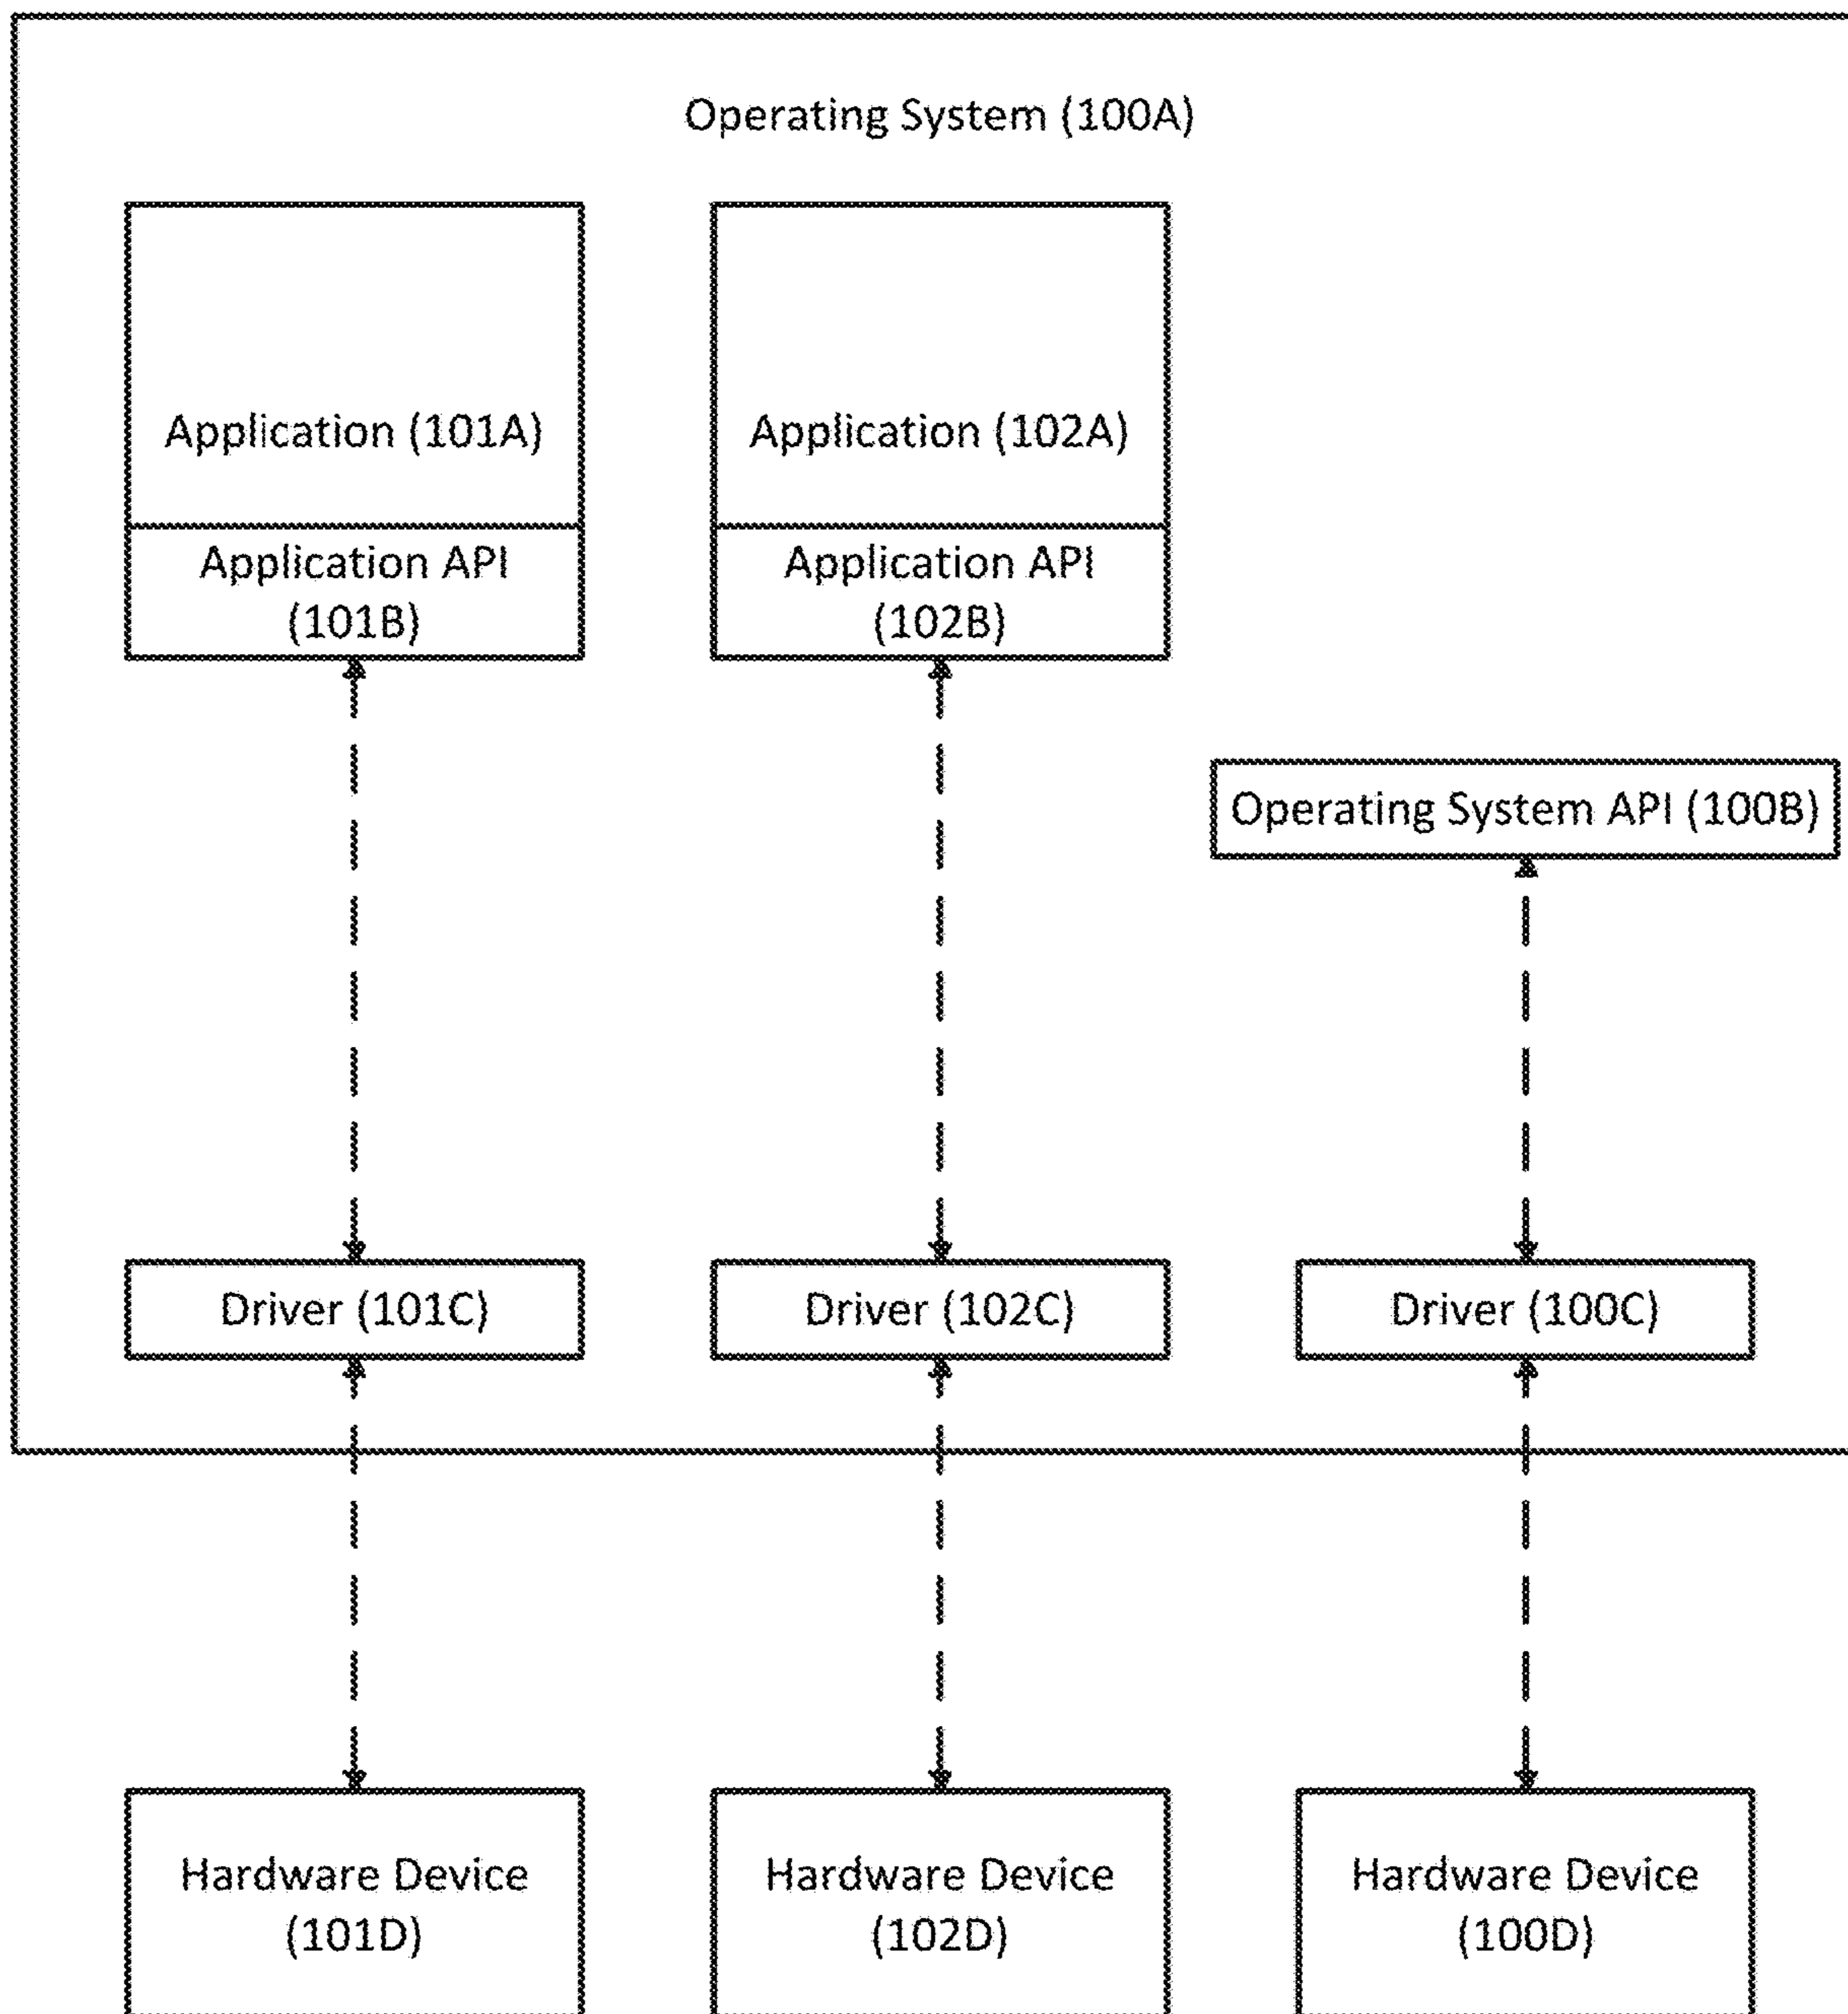 Operating System (100A)
Application (101A)
Application (102A)
Application API
(101B)
Application API
(102B)
Operating System API (100B)
Driver (101C)
Driver (102C)
Driver (100C)
Hardware Device
(101D)
Hardware Device
(102D)
Hardware Device
(100D)